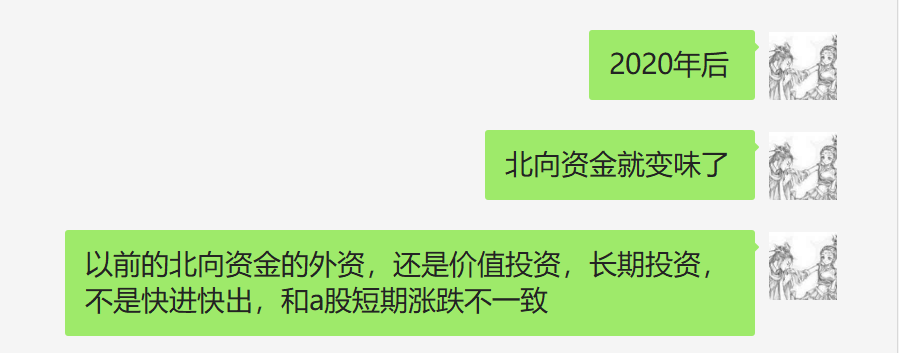 2020年后
北向资金就变味了
以前的北向资金的外资，还是价值投资，长期投资，
不是快进快出，和a股短期涨跌不一致